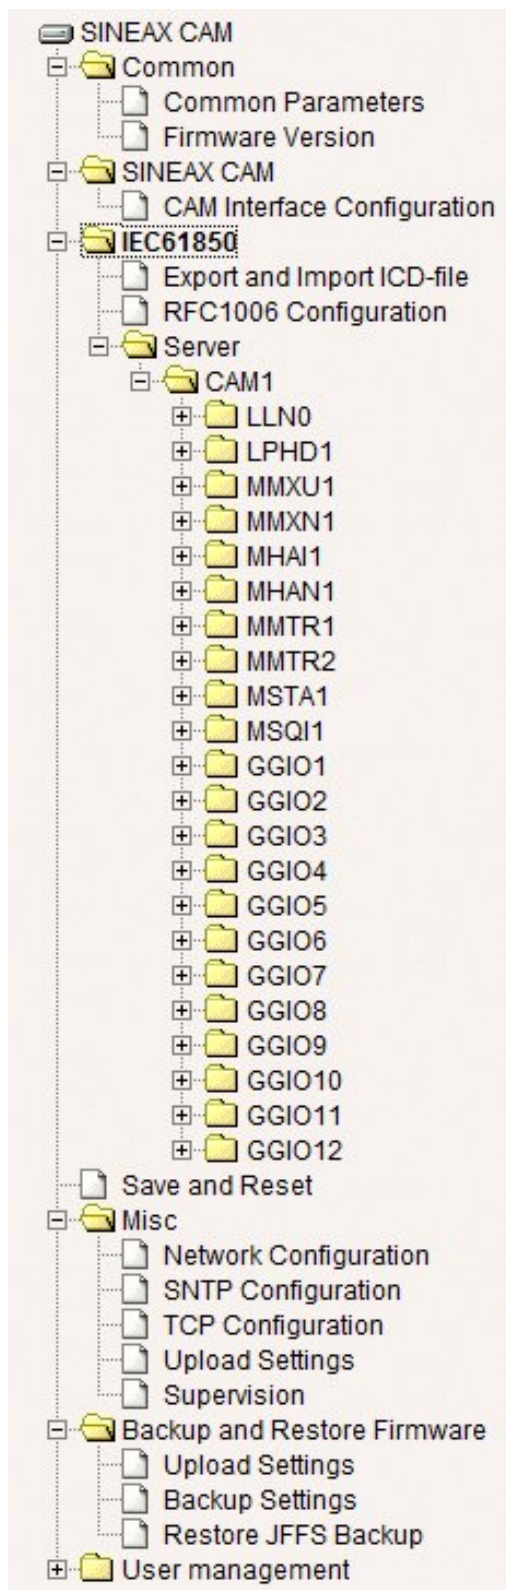 SINEAX CAM
Common
Common Parameters
Firmware Version
SINEAX CAM
CAM Interface Configuration
IEC61850
Export and Import ICD-file
RFC1006 Configuration
Server
CAM1
LLN0
LPHD1
MMXU1
MMXN1
MHAI1
MHAN1
MMTR1
MMTR2
MSTA1
MSQI1
GGIO1
GGIO2
GGIO3
GGIO4
GGIO5
GGIO6
GGIO7
GGIO8
GGIO9
GGIO10
GGIO11
GGIO12
Save and Reset
Misc
Network Configuration
SNTP Configuration
TCP Configuration
Upload Settings
Supervision
Backup and Restore Firmware
Upload Settings
Backup Settings
Restore JFFS Backup
User management